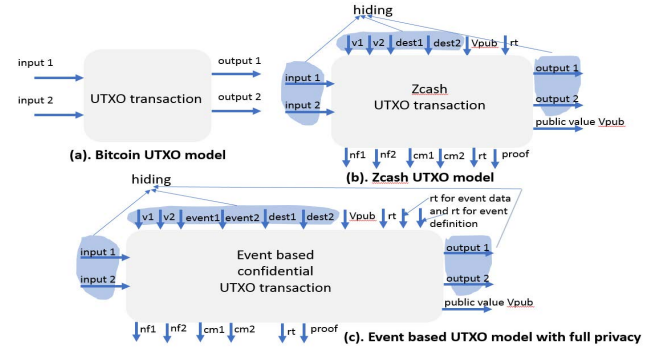 hiding
v1 v2 dest1 dest2 Vpub rt
input 1
input 2
UTXO transaction
output 1
output 2
(a). Bitcoin UTXO model
input 1
input 2
Zcash
UTXO transaction
output 1
output 2
public value Vpub
nf1 nf2 cm1 cm2 rt proof
(b). Zcash UTXO model
hiding
v1 v2 event1 event2 dest1 dest2 Vpub rt
rt for event data
and rt for event
definition
input 1
input 2
Event based
confidential
UTXO transaction
output 1
output 2
public value Vpub
nf1 nf2 cm1 cm2 rt proof
(c). Event based UTXO model with full privacy